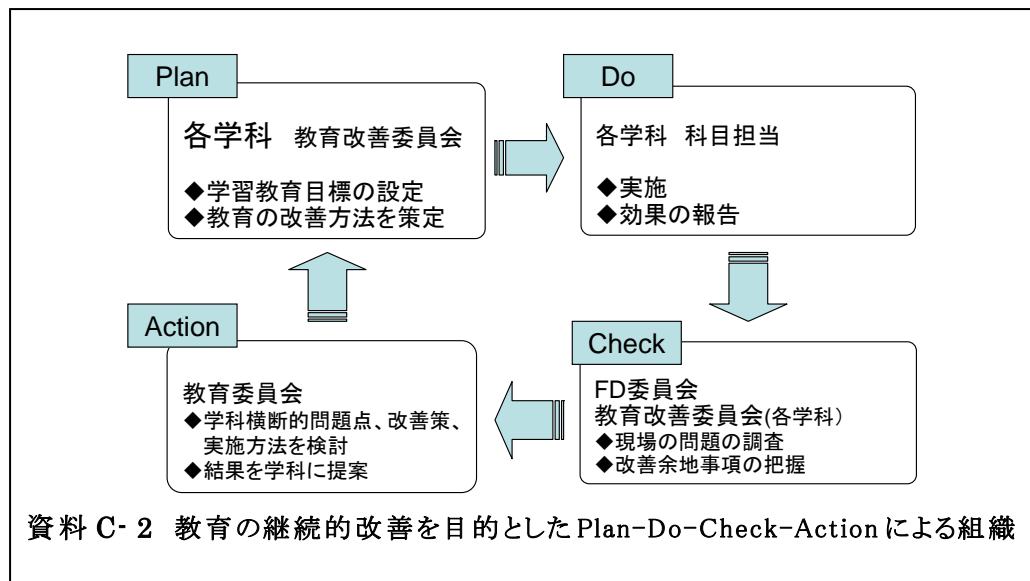 Plan
各学科 教育改善委員会
◆学習教育目標の設定
◆教育の改善方法を策定
Do
各学科 科目担当
◆実施
◆効果の報告
Action
教育委員会
◆学科横断的問題点、改善策、
実施方法を検討
◆結果を学科に提案
Check
FD委員会
教育改善委員会(各学科)
◆現場の問題の調査
◆改善余地事項の把握
資料 C-2 教育の継続的改善を目的としたPlan-Do-Check-Actionによる組織